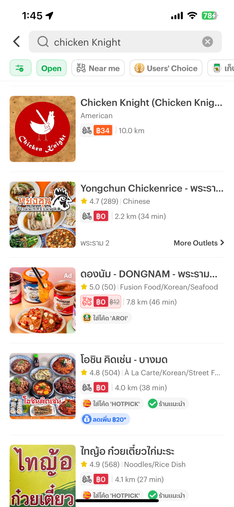 1:45
78
chicken Knight
Open
Near me
Users' Choice
Chicken Knight
Chicken Knight (Chicken Knig...
American
฿34
10.0 km
Yongchun Chickenrice - พระรา...
4.7 (289) Chinese
฿0
2.2 km (34 min)
พระราม 2
More Outlets
Ad
ตองนัม - DONGNAM - พระราม...
5.0 (50) Fusion Food/Korean/Seafood
฿0 ฿12 7.8 km (46 min)
ใส่โค้ด 'AROI'
โอชิน คิดเช่น - บางมด
4.8 (504) À La Carte/Korean/Street F...
฿0
4.0 km (38 min)
ใส่โค้ด 'HOTPICK'
ร้านแนะนำ
ลดเพิ่ม ฿20*
ไทญ้อ
ก๋วยเตี๋ยว
ไทญ้อ ก๋วยเตี๋ยวไก่มะระ
4.9 (568) Noodles/Rice Dish
฿0
4.1 km (27 min)
ใส่โค้ด 'HOTPICK'
ร้านแนะนำ